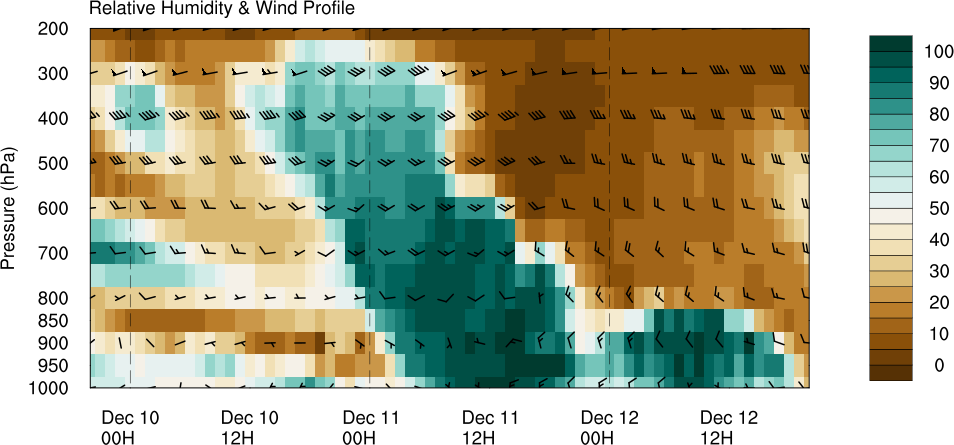 Relative Humidity & Wind Profile
Pressure (hPa)
200
300
400
500
600
700
800
850
900
950
1000
Dec 10
00H
Dec 10
12H
Dec 11
00H
Dec 11
12H
Dec 12
00H
Dec 12
12H
100
90
80
70
60
50
40
30
20
10
0